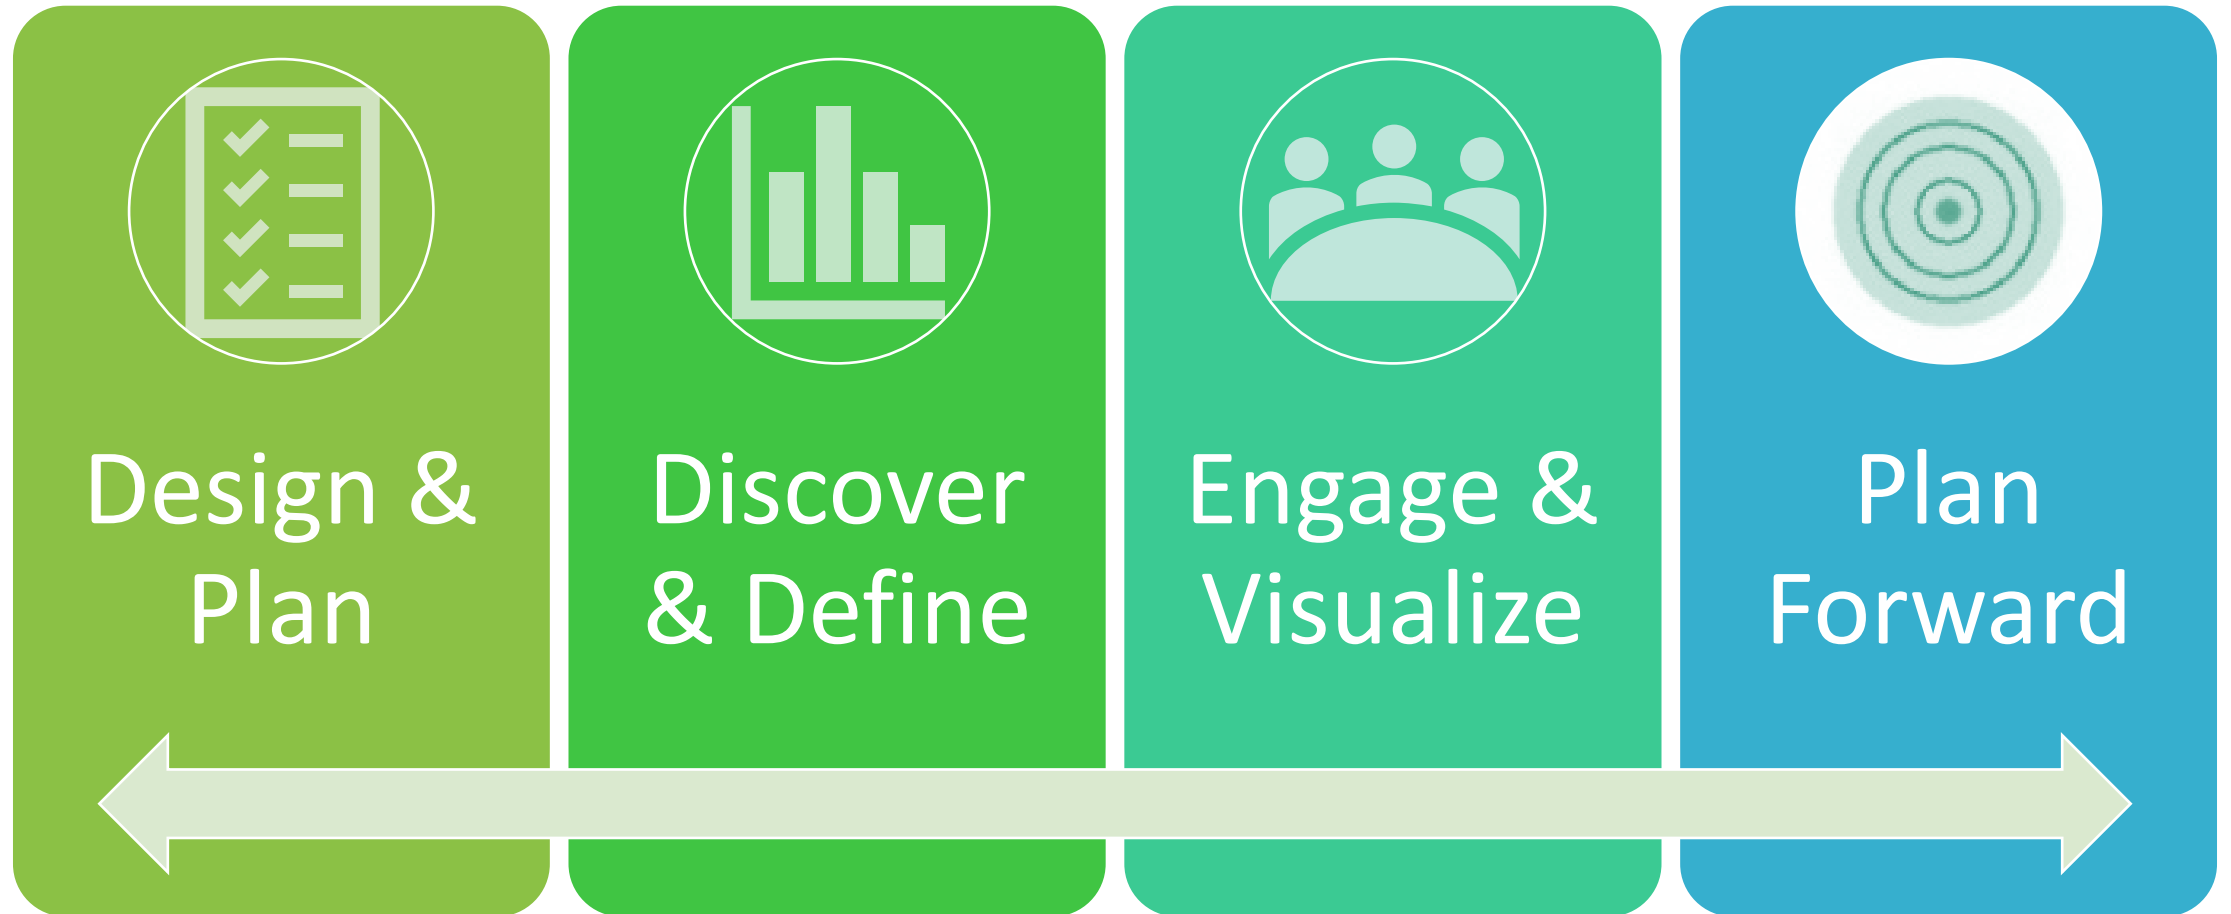 Design &
Plan
Discover
& Define
Engage &
Visualize
Plan
Forward